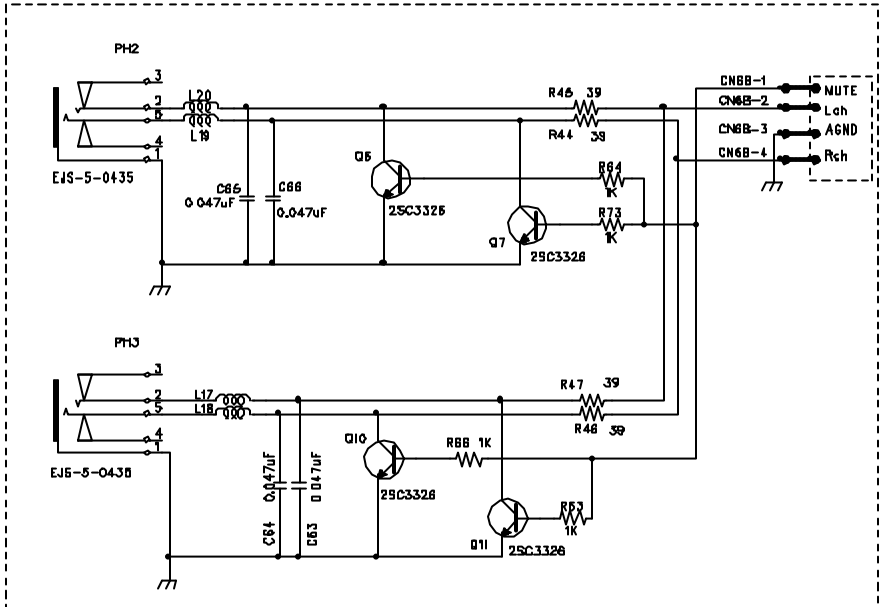 PH2
3
2
5
4
1
EJS-5-0435
L20
L19
C65
0.047uF
C66
0.047uF
Q6
2SC3326
Q7
2SC3326
R45 39
R44 39
R64
1K
R73
1K
CN6B-1
MUTE
CN6B-2
Lch
CN6B-3
AGND
CN6B-4
Rch
PH3
3
2
5
4
1
EJS-5-0435
L17
L18
0.047uF
C64
0.047uF
C63
Q10
2SC3326
Q11
2SC3326
R47 39
R46 39
R66 1K
R63
1K